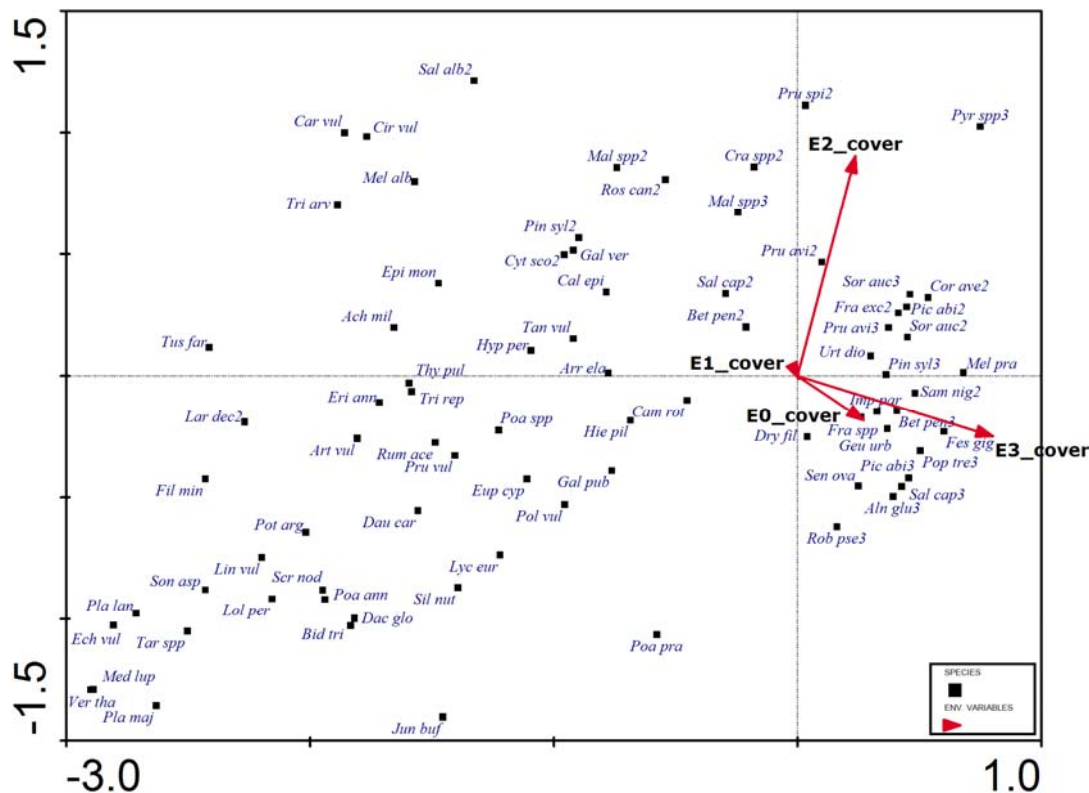 1.5
Sal alb2
Pru spi2
Pyr spp3
Car vul
Cir vul
E2_cover
Mal spp2
Cra spp2
Mel alb
Ros can2
Tri arv
Mal spp3
Pin syl2
Cyt sco2
Gal ver
Pru avi2
Epi mon
Cal epi
Sal cap2
Sor auc3
Cor ave2
Fra exc2
Pic abi2
Ach mil
Bet pen2
Pru avi3
Sor auc2
Tus far
Tan vul
Hyp per
Urt dio
E1_cover
Pin syl3
Mel pra
Arr ela
Thy pul
Eri ann
Tri rep
Sam nig2
Imp par
Lar dec2
Cam rot
E0_cover
Bet pen3
Poa spp
Hie pil
Fra spp
Dry fil
Geu urb
Fes gig
E3_cover
Art vul
Rum ace
Pru vul
Pop tre3
Pic abi3
Sen ova
Fil min
Eup cyp
Gal pub
Sal cap3
Aln glu3
Dau car
Pol vul
Pot arg
Rob pse3
Lin vul
Scr nod
Lyc eur
Son asp
Lol per
Poa ann
Sil nut
Pla lan
Dac glo
Ech vul
Tar spp
Bid tri
Poa pra
Med lup
Ver tha
Pla maj
Jun buf
SPECIES
ENV. VARIABLES
-1.5
-3.0
1.0